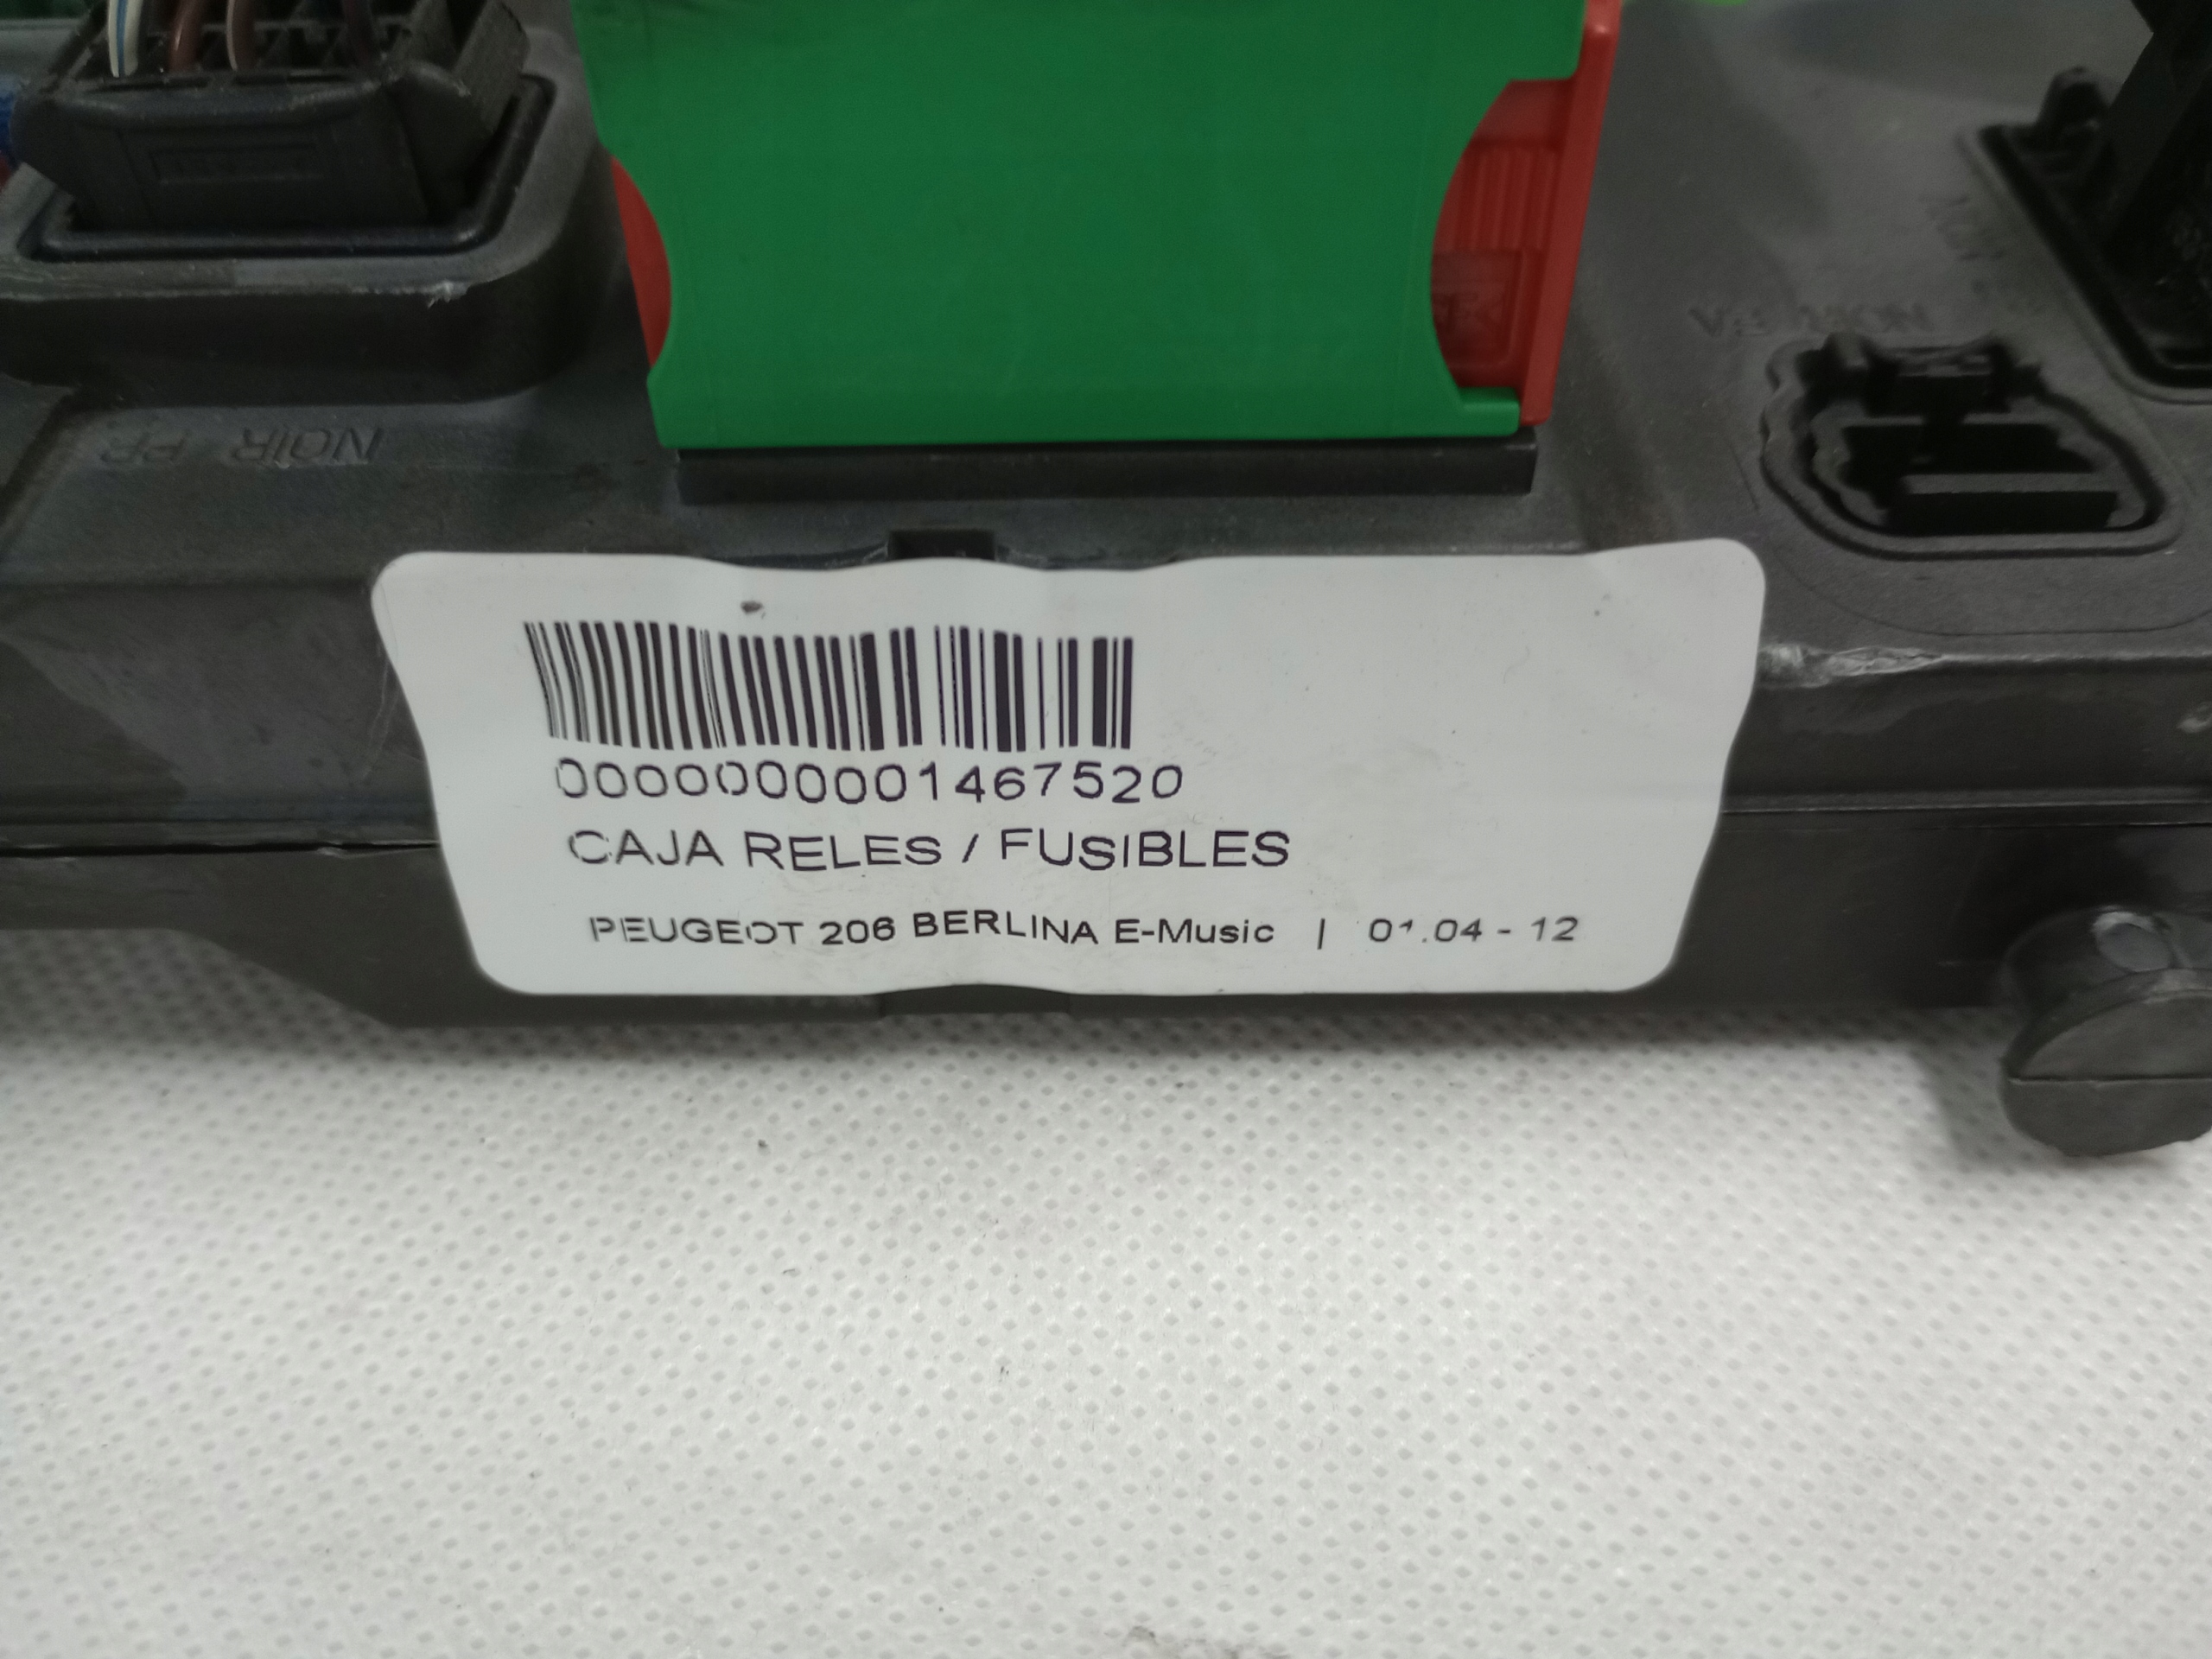 NOIR PR
0000000001467520
CAJA RELES / FUSIBLES
PEUGEOT 206 BERLINA E-Music | 01.04 - 12